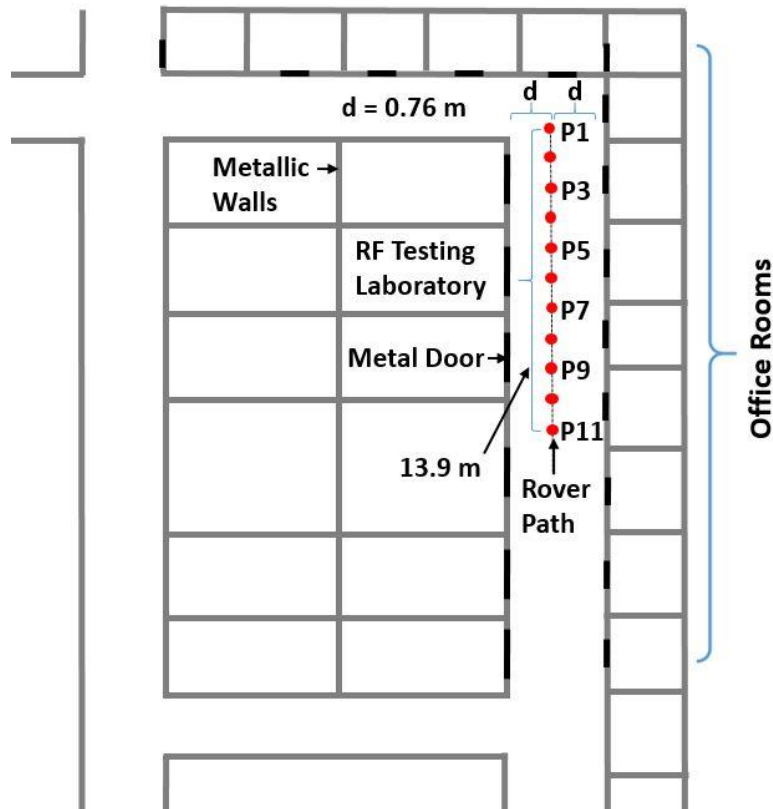 d d
d = 0.76 m
P1
Metallic
Walls
P3
RF Testing
Laboratory
P5
P7
Metal Door
P9
P11
13.9 m
Rover
Path
Office Rooms